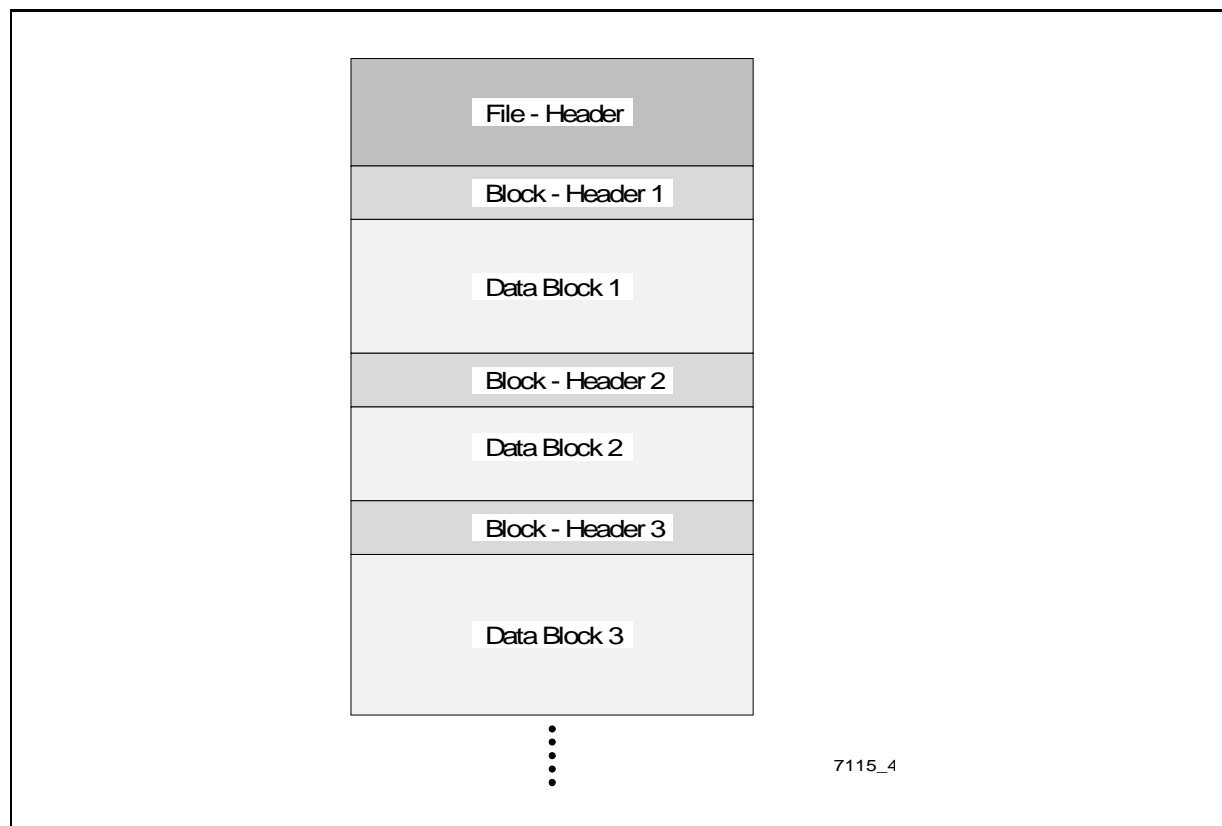 File - Header
Block - Header 1
Data Block 1
Block - Header 2
Data Block 2
Block - Header 3
Data Block 3
7115_4